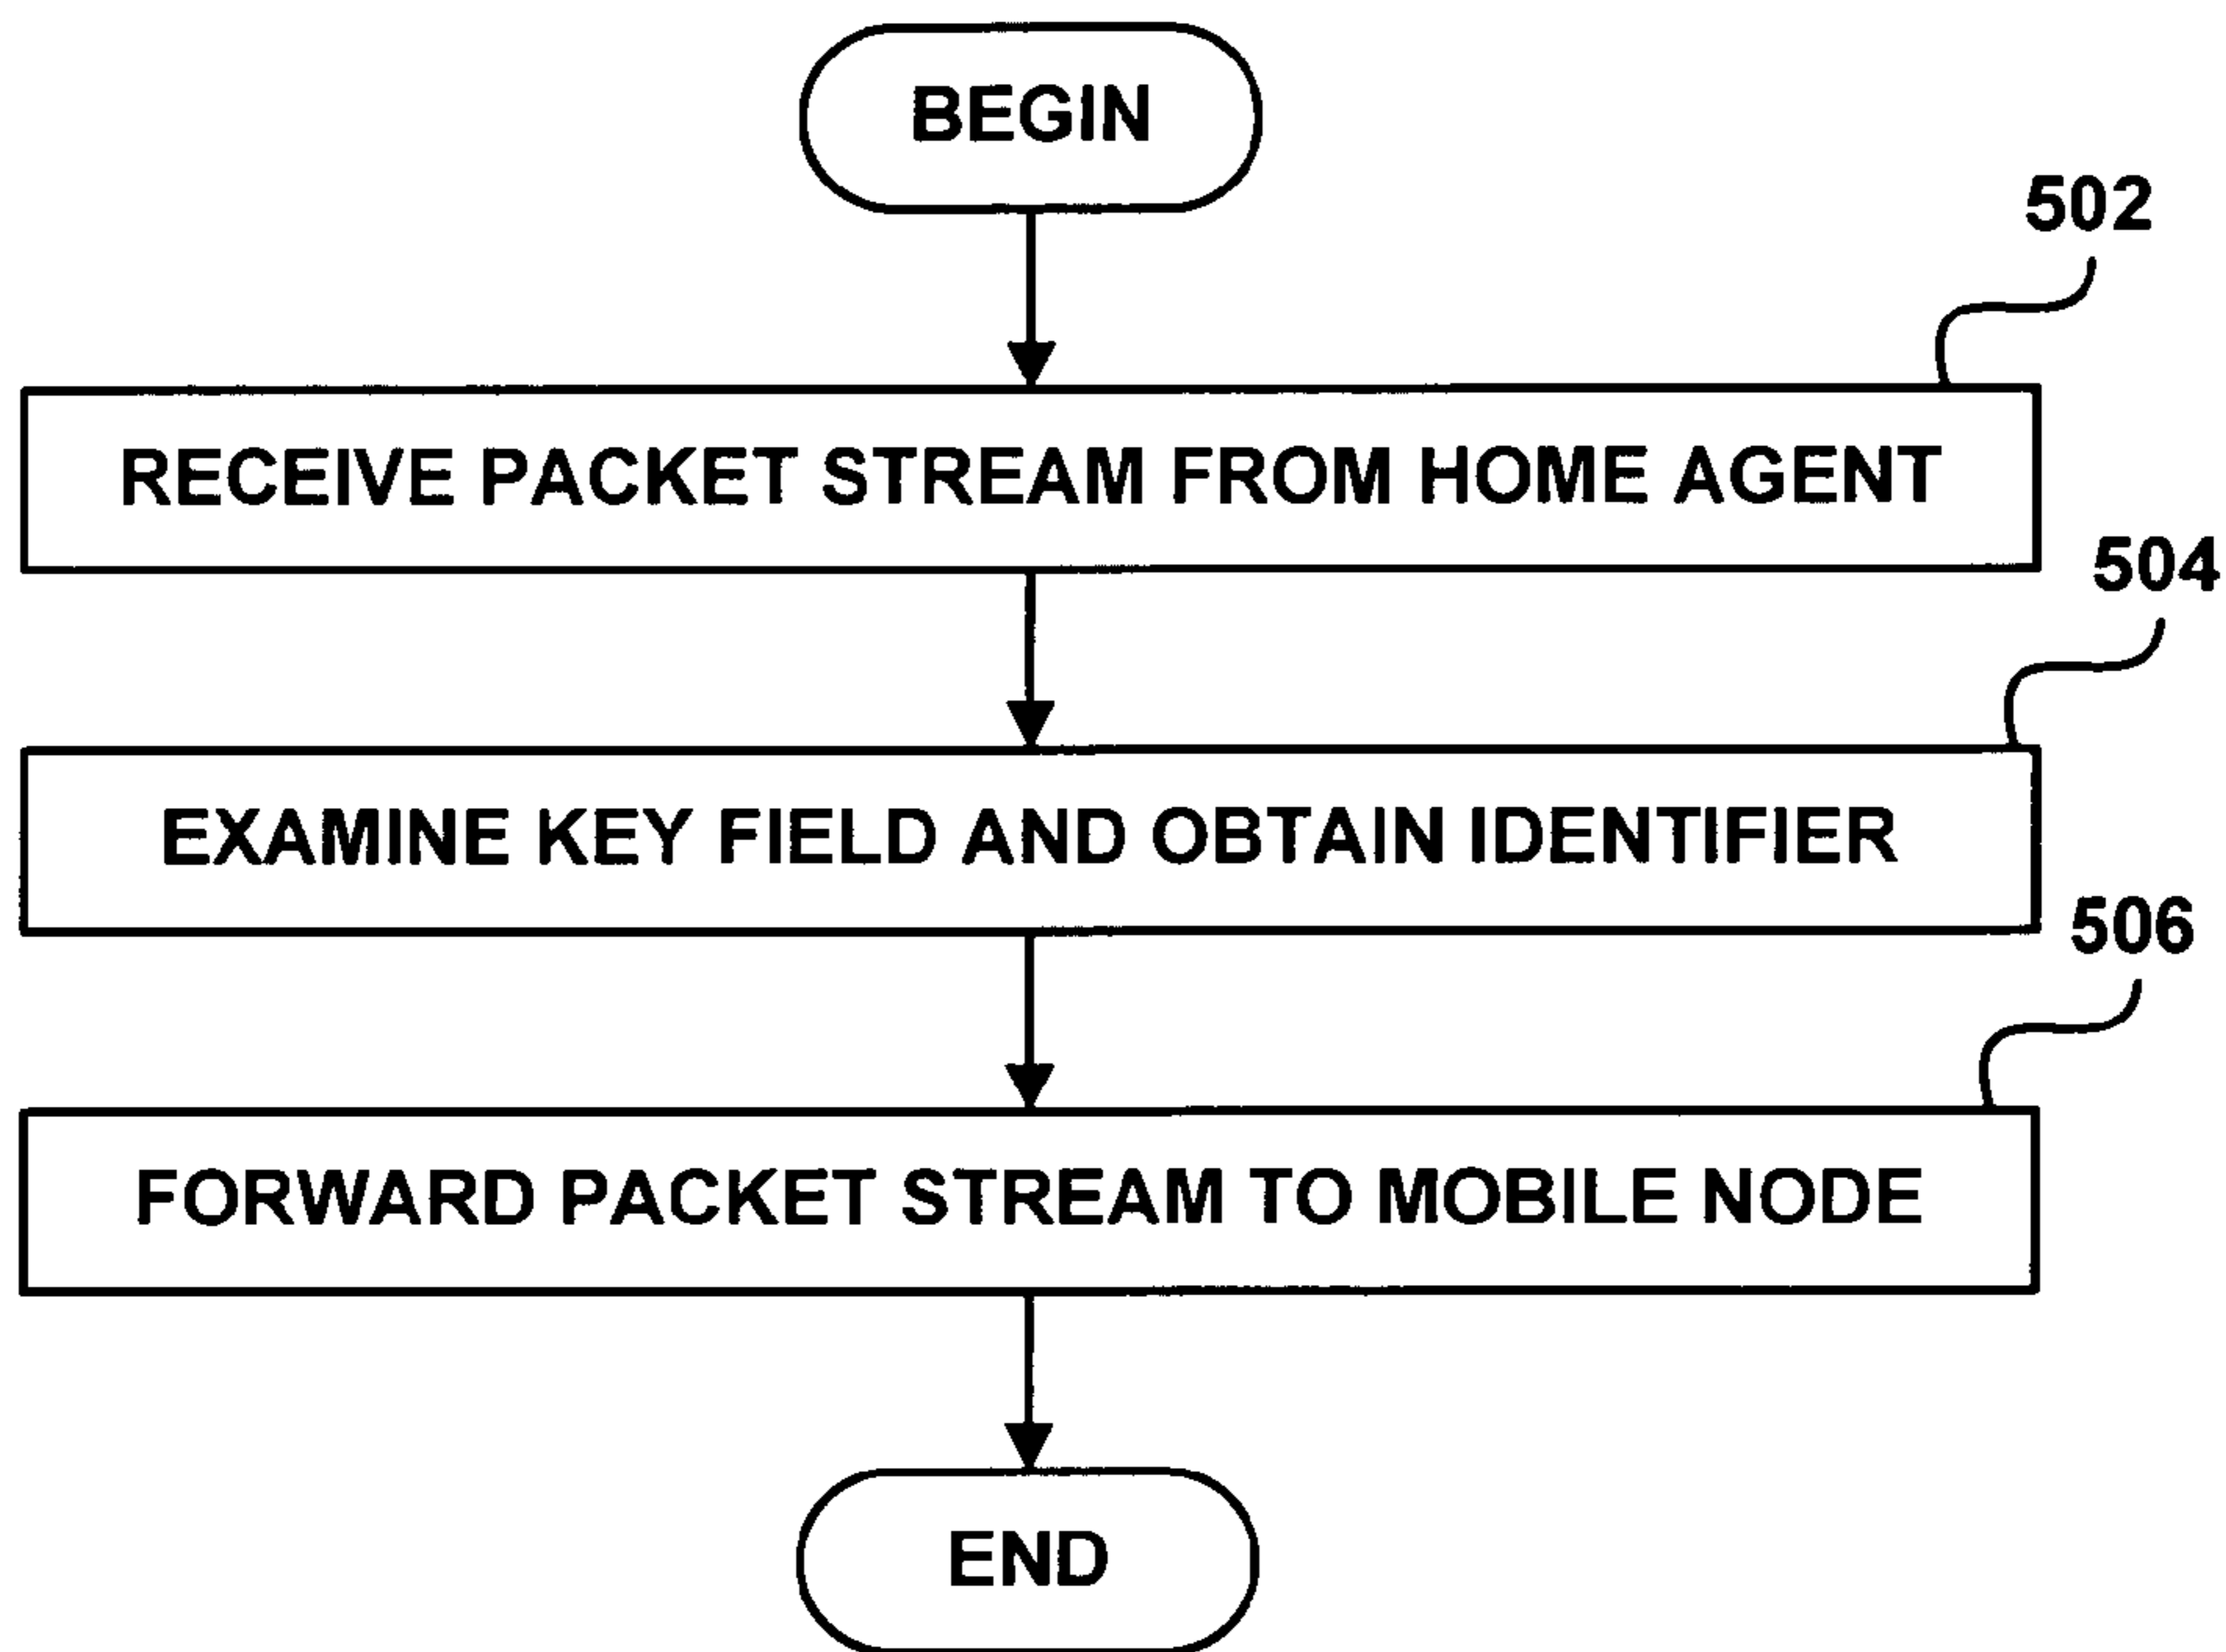 BEGIN
502
RECEIVE PACKET STREAM FROM HOME AGENT
504
EXAMINE KEY FIELD AND OBTAIN IDENTIFIER
506
FORWARD PACKET STREAM TO MOBILE NODE
END